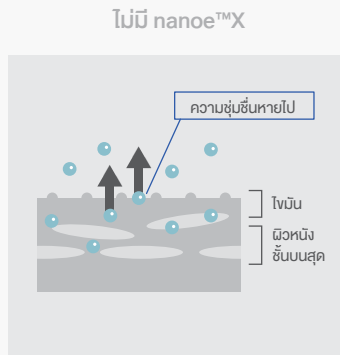 ไม่มี nanoe™X
ความชุ่มชื่นหายไป
ไขมัน
ผิวหนัง
ชั้นบนสุด